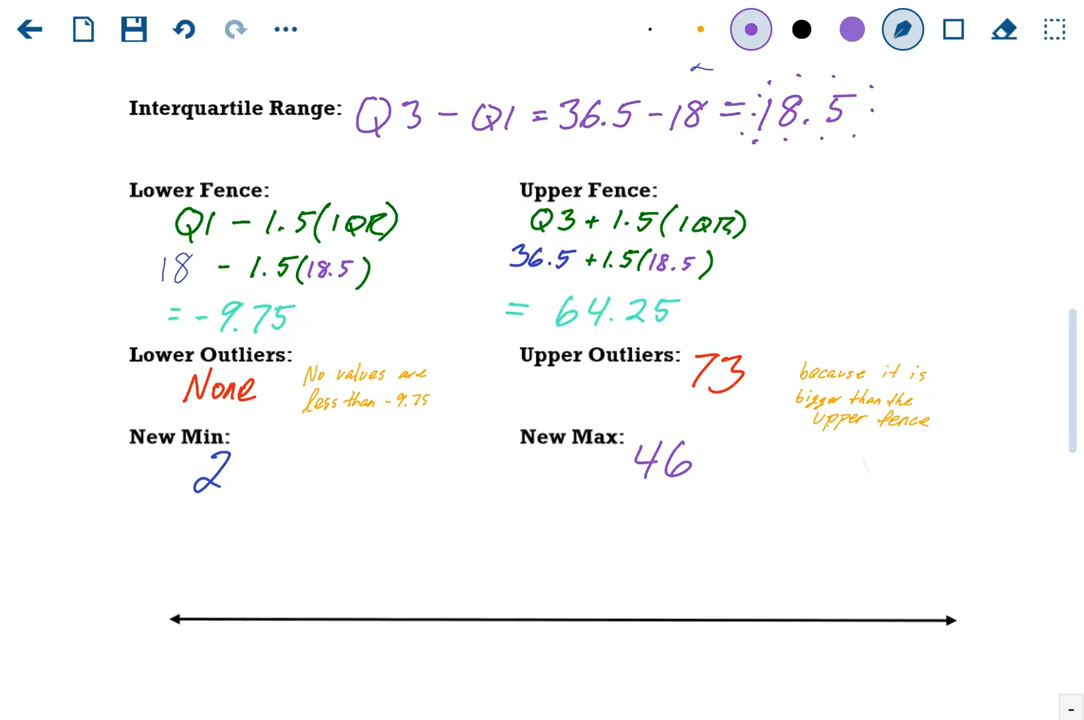 Interquartile Range: Q3 - Q1 = 36.5 - 18 = 18.5
Lower Fence: Upper Fence:
Q1 - 1.5(IQR) Q3 + 1.5(IQR)
18 - 1.5(18.5) 36.5 + 1.5(18.5)
= -9.75 = 64.25
Lower Outliers: Upper Outliers: 73
None
No values are
less than -9.75
because it is
bigger than the
upper fence
New Min: New Max:
2 46